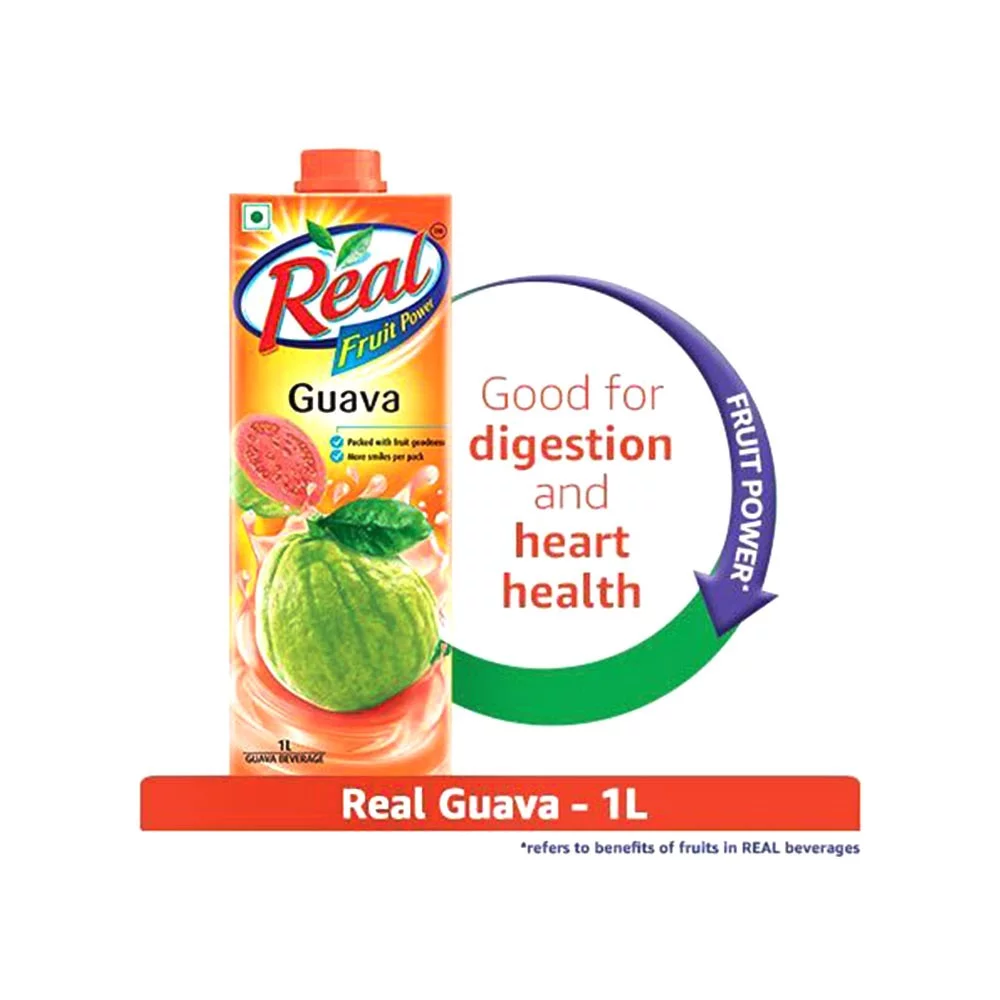 Real
Fruit Power
Guava
Packed with fruit goodness
More smiles per pack
1L
GUAVA BEVERAGE
Good for
digestion
and
heart
health
FRUIT POWER*
Real Guava - 1L
*refers to benefits of fruits in REAL beverages